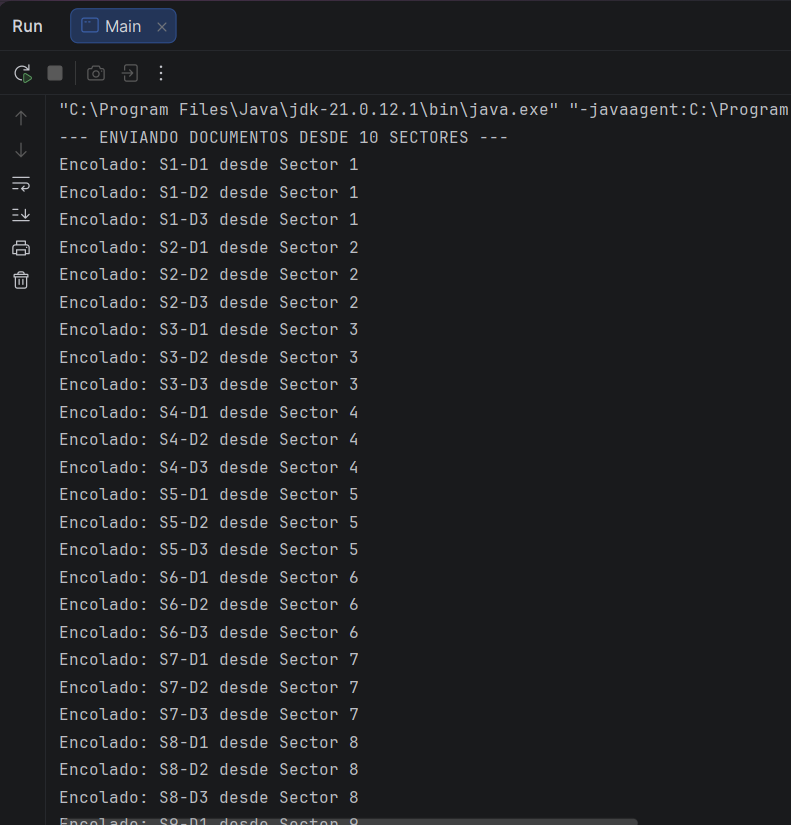 Run
Main
"C:\Program Files\Java\jdk-21.0.12.1\bin\java.exe" "-javaagent:C:\Program
--- ENVIANDO DOCUMENTOS DESDE 10 SECTORES ---
Encolado: S1-D1 desde Sector 1
Encolado: S1-D2 desde Sector 1
Encolado: S1-D3 desde Sector 1
Encolado: S2-D1 desde Sector 2
Encolado: S2-D2 desde Sector 2
Encolado: S2-D3 desde Sector 2
Encolado: S3-D1 desde Sector 3
Encolado: S3-D2 desde Sector 3
Encolado: S3-D3 desde Sector 3
Encolado: S4-D1 desde Sector 4
Encolado: S4-D2 desde Sector 4
Encolado: S4-D3 desde Sector 4
Encolado: S5-D1 desde Sector 5
Encolado: S5-D2 desde Sector 5
Encolado: S5-D3 desde Sector 5
Encolado: S6-D1 desde Sector 6
Encolado: S6-D2 desde Sector 6
Encolado: S6-D3 desde Sector 6
Encolado: S7-D1 desde Sector 7
Encolado: S7-D2 desde Sector 7
Encolado: S7-D3 desde Sector 7
Encolado: S8-D1 desde Sector 8
Encolado: S8-D2 desde Sector 8
Encolado: S8-D3 desde Sector 8
Encolado: S9-D1 desde Sector 9